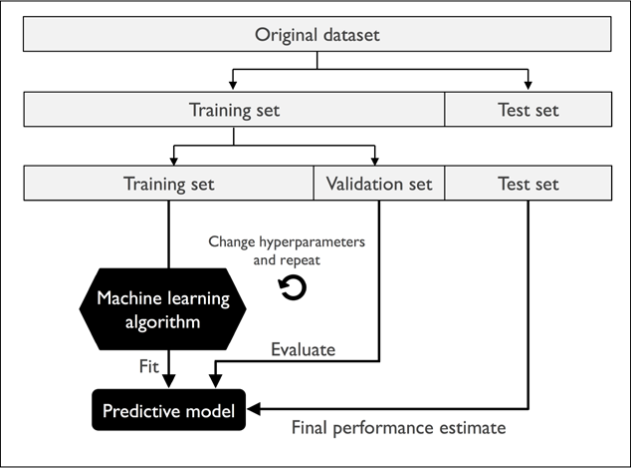 Original dataset
Training set
Test set
Training set
Validation set
Test set
Change hyperparameters
and repeat
Machine learning
algorithm
Evaluate
Fit
Predictive model
Final performance estimate